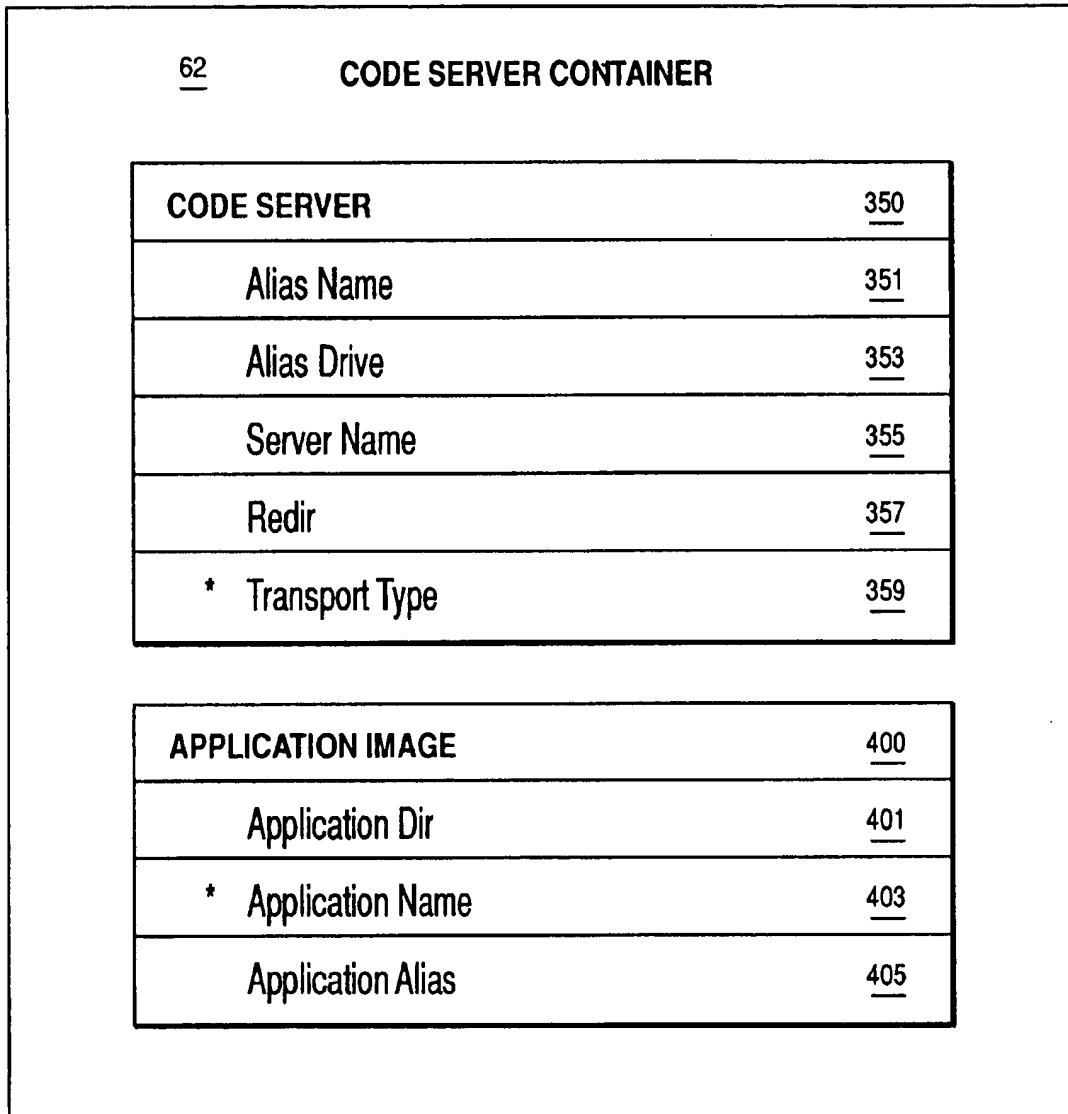 62 CODE SERVER CONTAINER
CODE SERVER 350
Alias Name 351
Alias Drive 353
Server Name 355
Redir 357
* Transport Type 359
APPLICATION IMAGE 400
Application Dir 401
* Application Name 403
Application Alias 405